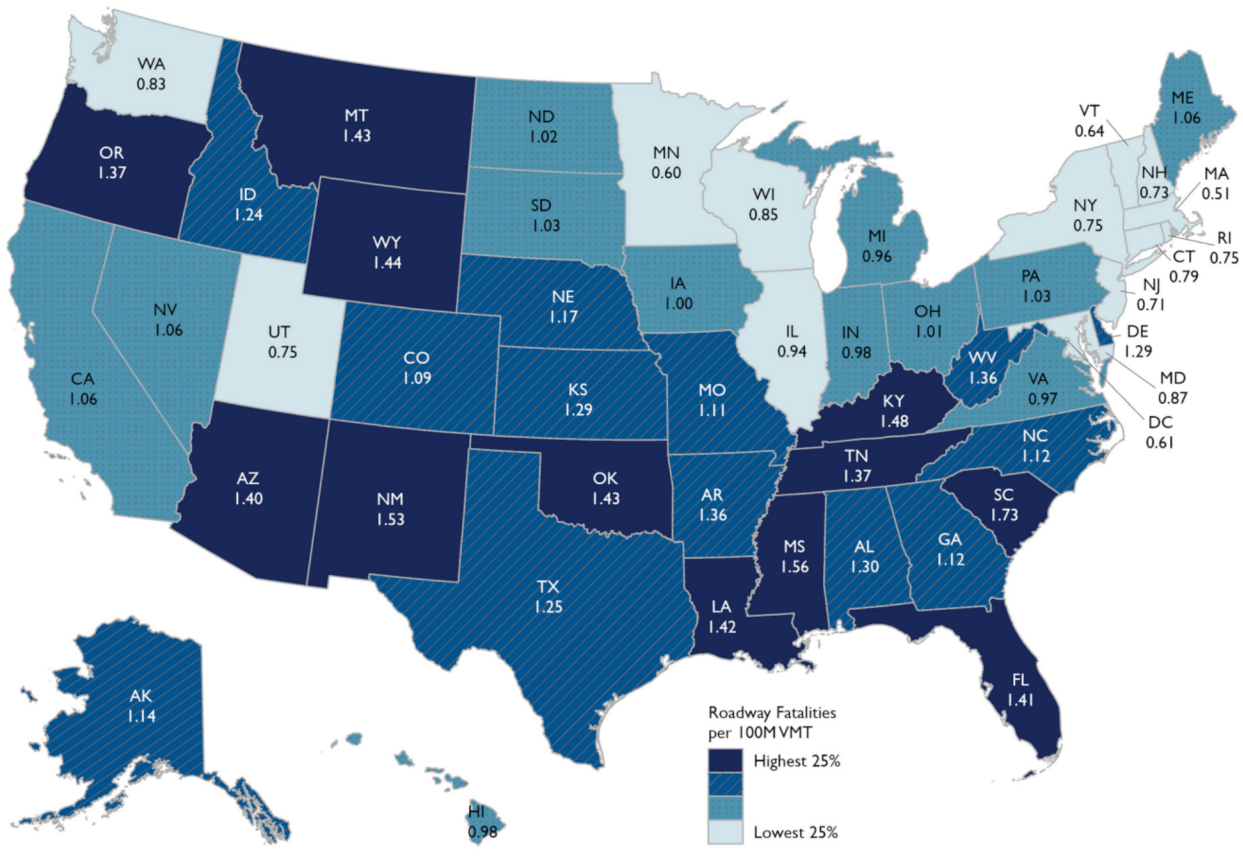 WA
0.83
OR
1.37
MT
1.43
ID
1.24
WY
1.44
ND
1.02
SD
1.03
MN
0.60
WI
0.85
MI
0.96
NE
1.17
IA
1.00
NV
1.06
UT
0.75
CO
1.09
CA
1.06
KS
1.29
MO
1.11
IL
0.94
IN
0.98
OH
1.01
PA
1.03
NY
0.75
VT
0.64
NH
0.73
ME
1.06
MA
0.51
RI
0.75
CT
0.79
NJ
0.71
DE
1.29
MD
0.87
DC
0.61
WV
1.36
VA
0.97
KY
1.48
TN
1.37
NC
1.12
SC
1.73
AZ
1.40
NM
1.53
OK
1.43
AR
1.36
TX
1.25
LA
1.42
MS
1.56
AL
1.30
GA
1.12
FL
1.41
AK
1.14
HI
0.98
Roadway Fatalities
per 100M VMT
Highest 25%
Lowest 25%